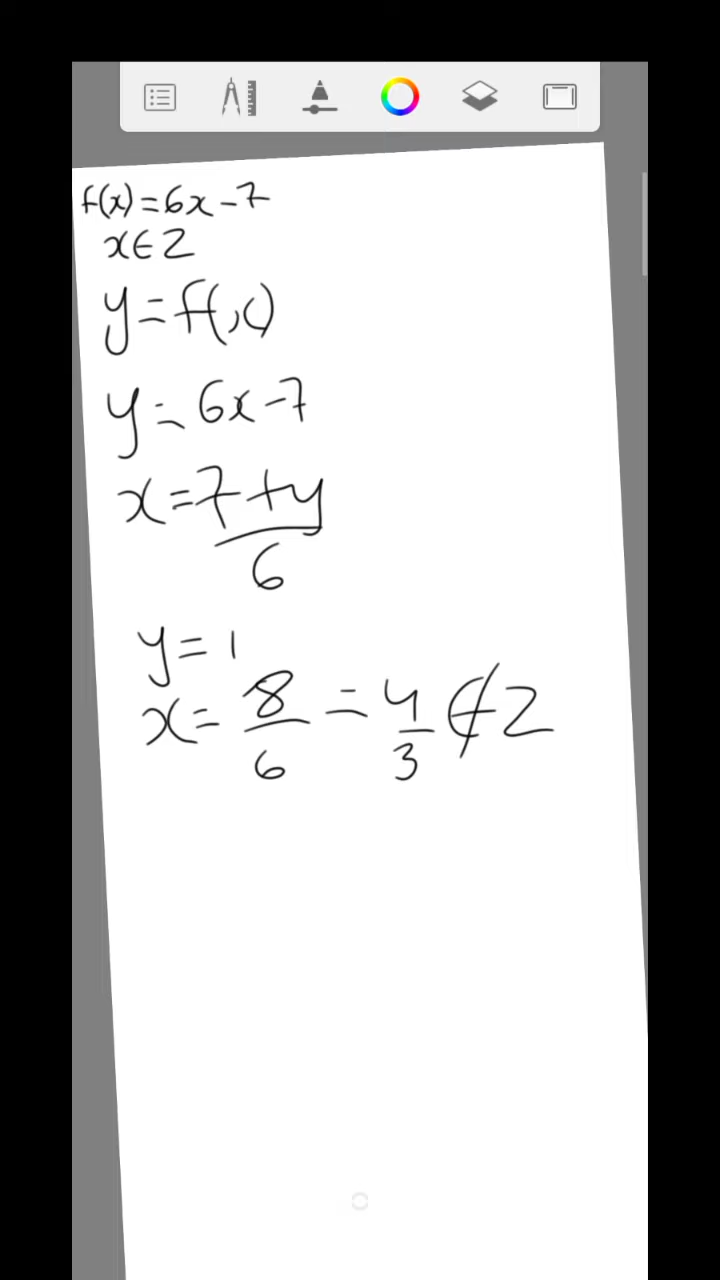 f(x)=6x-7
x∈Z
y=f(x)
y=6x-7
x=7+y
6
y=1
x=8/6=4/3∉Z